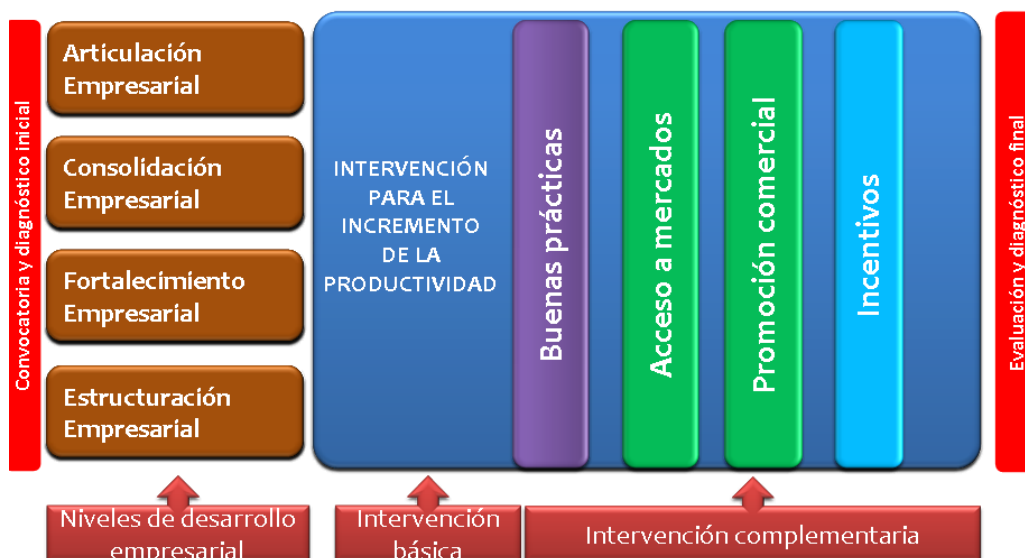 Convocatoria y diagnóstico inicial
Articulación
Empresarial
Consolidación
Empresarial
Fortalecimiento
Empresarial
Estructuración
Empresarial
INTERVENCIÓN
PARA EL
INCREMENTO
DE LA
PRODUCTIVIDAD
Buenas prácticas
Acceso a mercados
Promoción comercial
Incentivos
Evaluación y diagnóstico final
Niveles de desarrollo
empresarial
Intervención
básica
Intervención complementaria